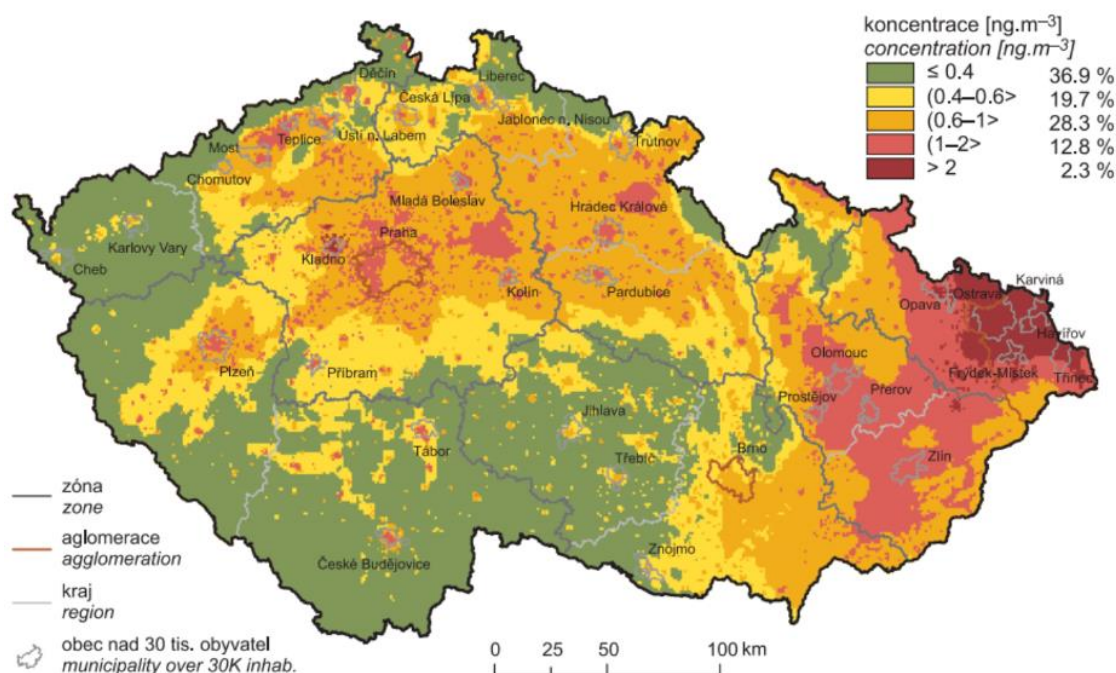 koncentrace [ng.m⁻³]
concentration [ng.m⁻³]
≤ 0.4 36.9 %
(0.4–0.6> 19.7 %
(0.6–1> 28.3 %
(1–2> 12.8 %
> 2 2.3 %
Děčín
Liberec
Česká Lípa
Jablonec n. Nisou
Teplice
Ústí n. Labem
Most
Trutnov
Chomutov
Mladá Boleslav
Hradec Králové
Praha
Karlovy Vary
Kladno
Cheb
Kolín
Pardubice
Karviná
Opava
Ostrava
Havířov
Olomouc
Frýdek-Místek
Plzeň
Příbram
Třinec
Přerov
Prostějov
Jihlava
Tábor
Brno
Třebíč
Zlín
Znojmo
České Budějovice
zóna
zone
aglomerace
agglomeration
kraj
region
obec nad 30 tis. obyvatel
municipality over 30K inhab.
0 25 50 100 km